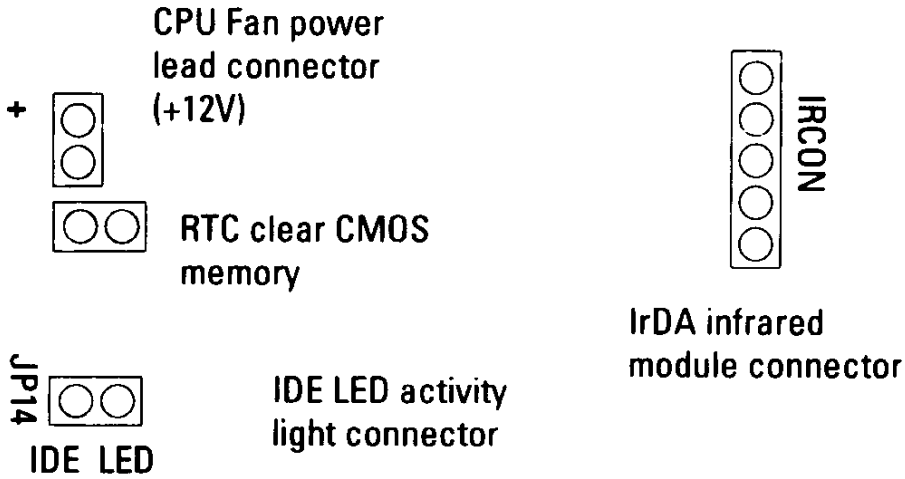 CPU Fan power
lead connector
(+12V)
+
IRCON
RTC clear CMOS
memory
IrDA infrared
module connector
JP14
IDE LED activity
light connector
IDE LED